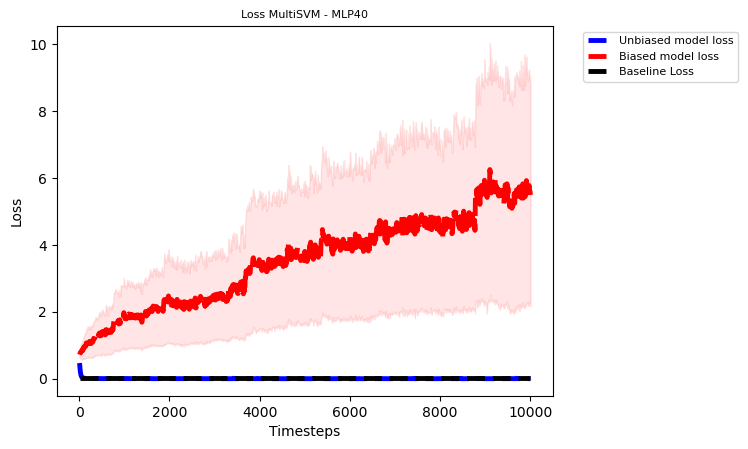 Loss MultiSVM - MLP40
Unbiased model loss
Biased model loss
Baseline Loss
10
8
6
4
2
0
Loss
0 2000 4000 6000 8000 10000
Timesteps